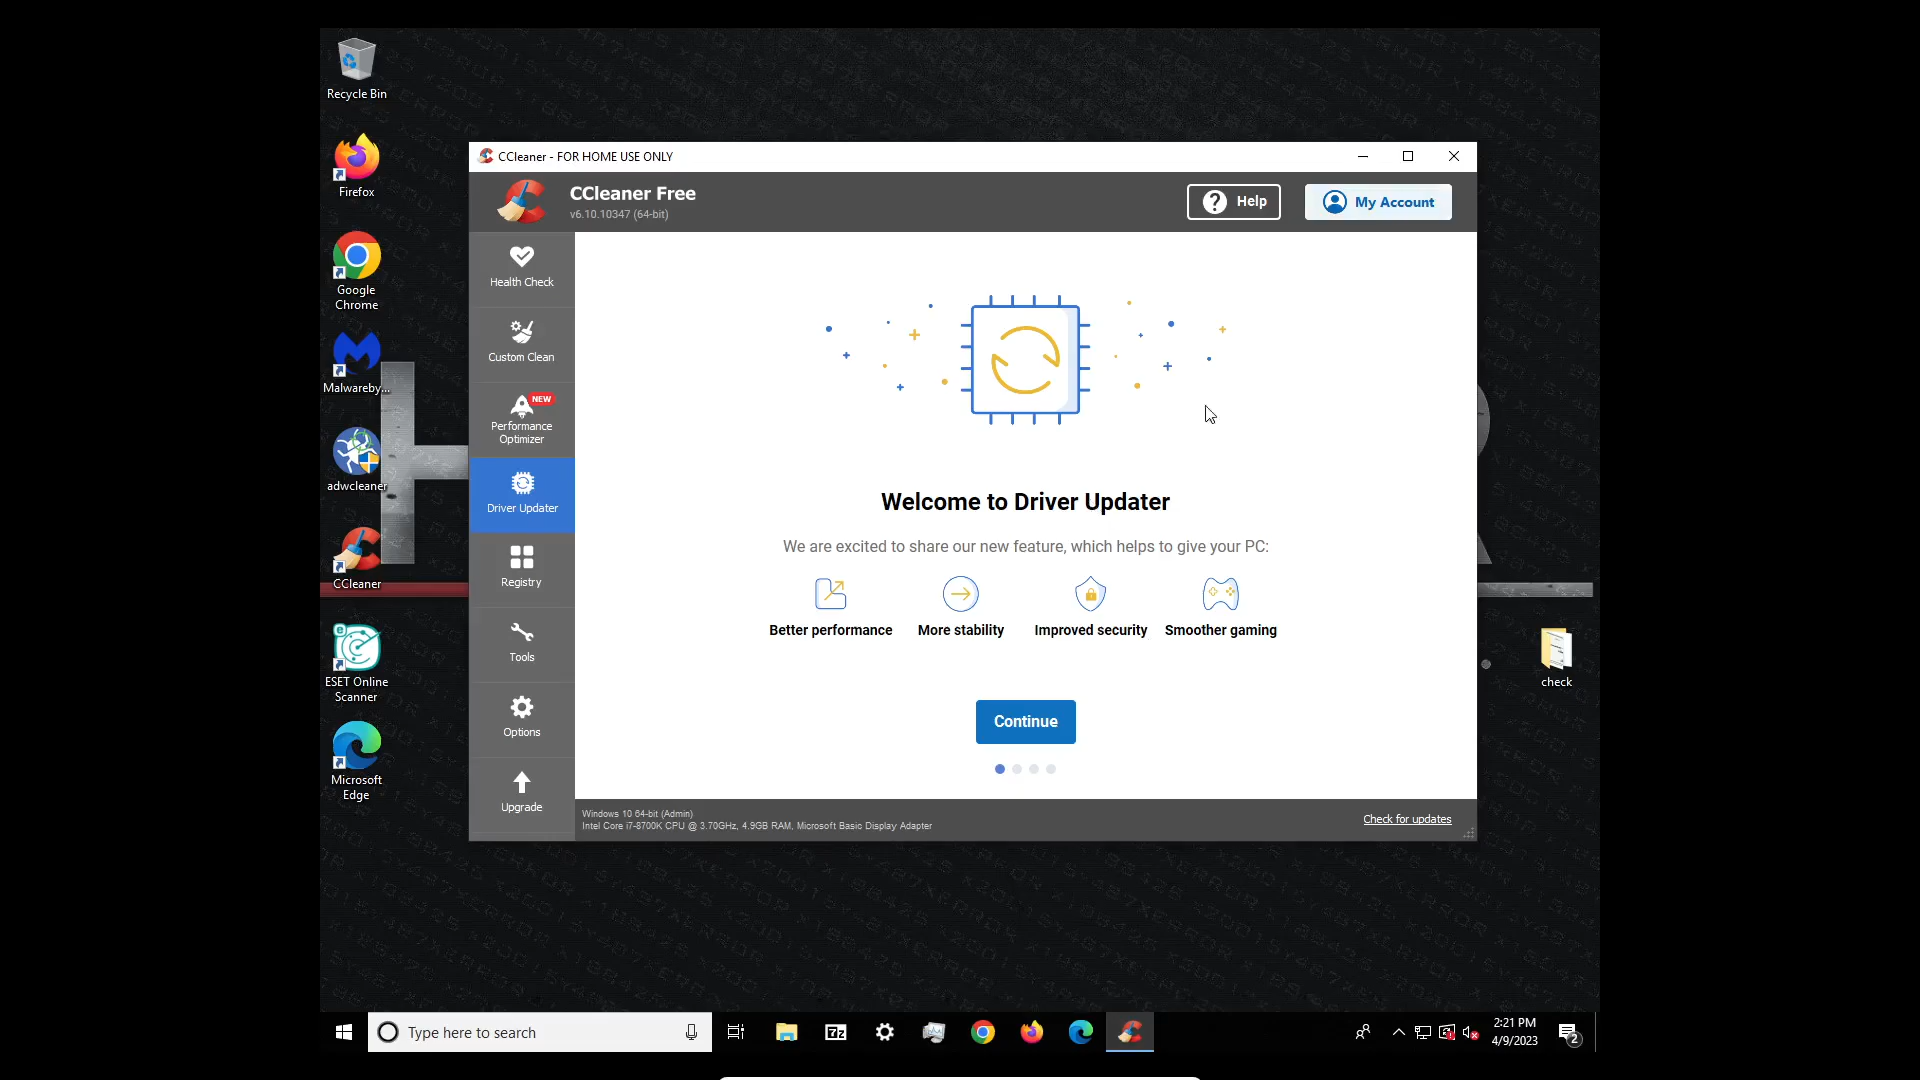 Recycle Bin
Firefox
Google
Chrome
Malwareby...
adwcleaner
CCleaner
ESET Online
Scanner
Microsoft
Edge
CCleaner - FOR HOME USE ONLY
CCleaner Free
v6.10.10347 (64-bit)
Help
My Account
Health Check
Custom Clean
NEW
Performance
Optimizer
Driver Updater
Registry
Tools
Options
Upgrade
Welcome to Driver Updater
We are excited to share our new feature, which helps to give your PC:
Better performance
More stability
Improved security
Smoother gaming
Continue
Windows 10 64-bit (Admin)
Intel Core i7-8700K CPU @ 3.70GHz, 4.9GB RAM, Microsoft Basic Display Adapter
Check for updates
check
Type here to search
7z
2:21 PM
4/9/2023
2